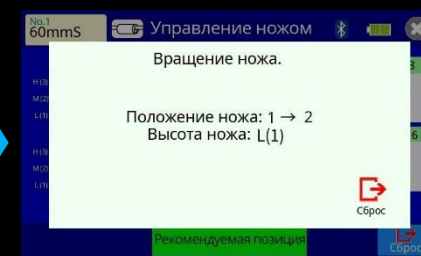 No.1
60mmS
Управление ножом
Вращение ножа.
3
H(3)
M(2)
L(1)
Положение ножа: 1 → 2
Высота ножа: L(1)
6
H(3)
M(2)
L(1)
Сброс
Рекомендуемая позиция
Сброс